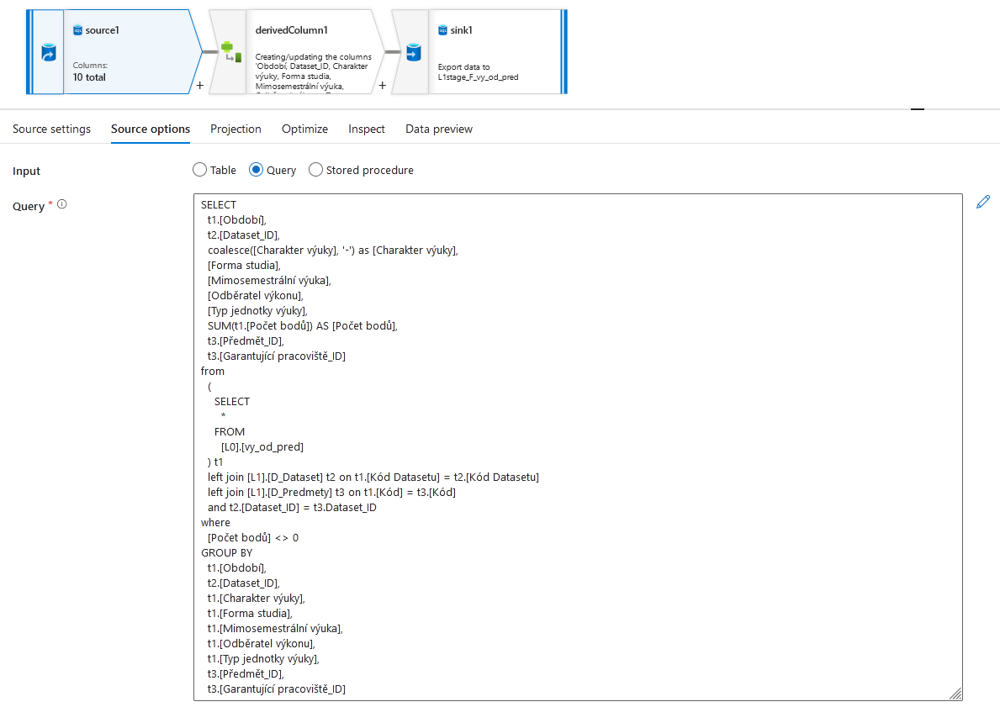 source1
Columns:
10 total
+
derivedColumn1
Creating/updating the columns
'Období, Dataset_ID, Charakter
výuky, Forma studia,
Mimosemestrální výuka,
+
sink1
Export data to
L1stage_F_vy_od_pred
Source settings
Source options
Projection
Optimize
Inspect
Data preview
Input
Table
Query
Stored procedure
Query *
SELECT
t1.[Období],
t2.[Dataset_ID],
coalesce([Charakter výuky], '-') as [Charakter výuky],
[Forma studia],
[Mimosemestrální výuka],
[Odběratel výkonu],
[Typ jednotky výuky],
SUM(t1.[Počet bodů]) AS [Počet bodů],
t3.[Předmět_ID],
t3.[Garantující pracoviště_ID]
from
(
SELECT
*
FROM
[L0].[vy_od_pred]
) t1
left join [L1].[D_Dataset] t2 on t1.[Kód Datasetu] = t2.[Kód Datasetu]
left join [L1].[D_Predmety] t3 on t1.[Kód] = t3.[Kód]
and t2.[Dataset_ID] = t3.Dataset_ID
where
[Počet bodů] <> 0
GROUP BY
t1.[Období],
t2.[Dataset_ID],
t1.[Charakter výuky],
t1.[Forma studia],
t1.[Mimosemestrální výuka],
t1.[Odběratel výkonu],
t1.[Typ jednotky výuky],
t3.[Předmět_ID],
t3.[Garantující pracoviště_ID]